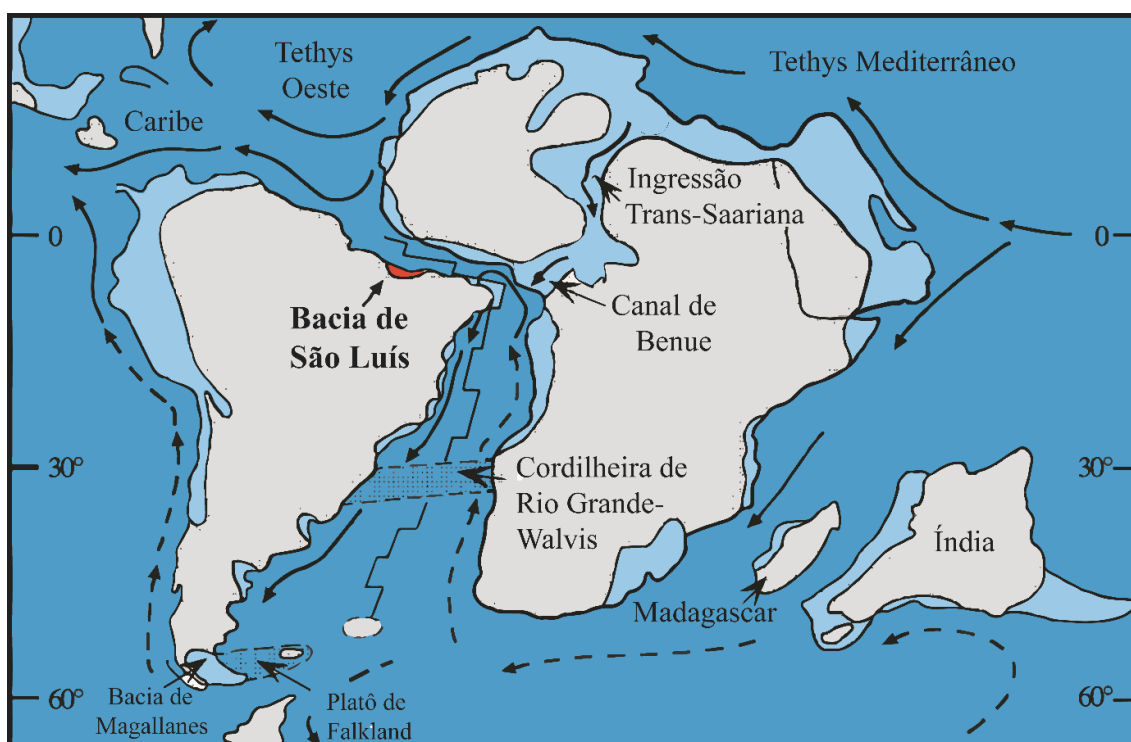 Tethys
Oeste
Tethys Mediterrâneo
Caribe
Ingressão
Trans-Saariana
0
0
Bacia de
São Luís
Canal de
Benue
30°
30°
Cordilheira de
Rio Grande-
Walvis
Índia
Madagascar
60°
60°
Bacia de
Magallanes
Platô de
Falkland